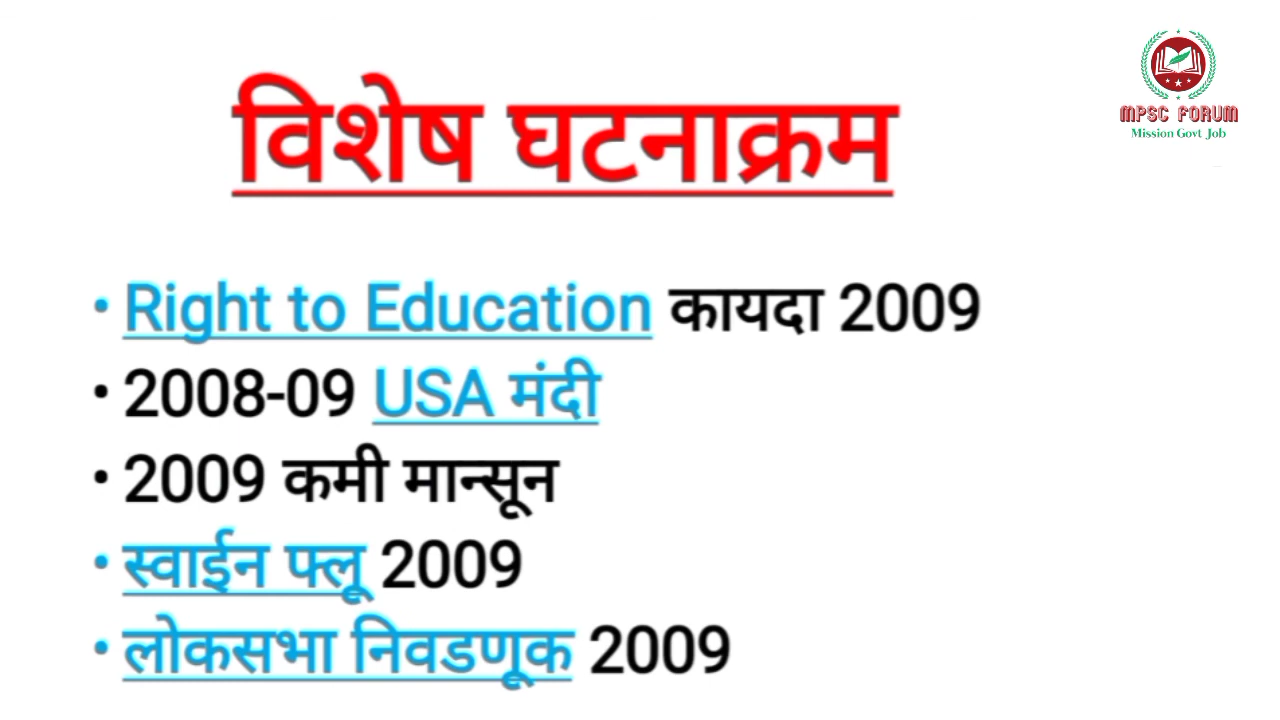 MPSC FORUM
Mission Govt Job
विशेष घटनाक्रम
• Right to Education कायदा 2009
• 2008-09 USA मंदी
• 2009 कमी मान्सून
• स्वाईन फ्लू 2009
• लोकसभा निवडणूक 2009